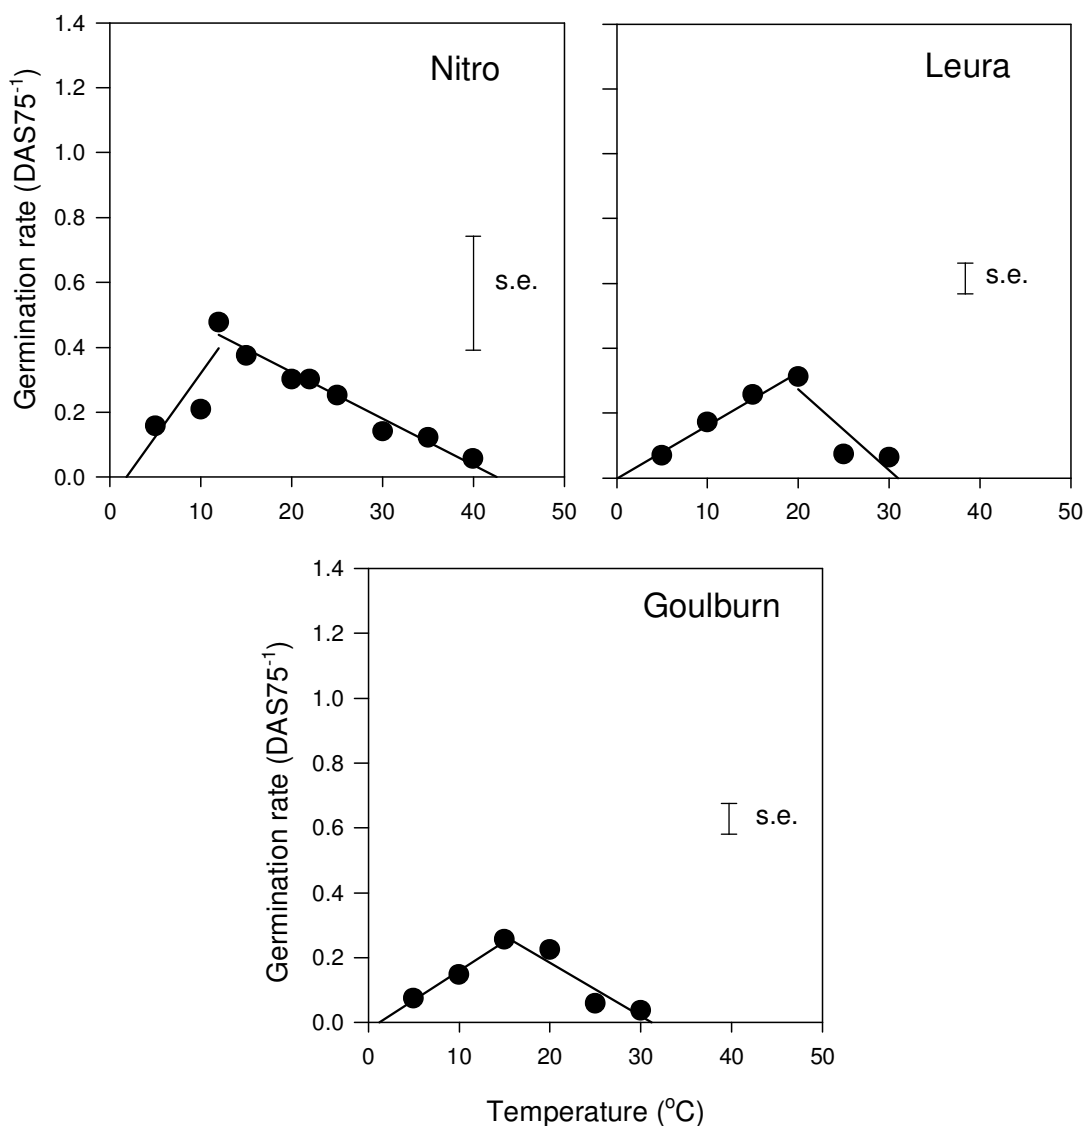 Nitro
Germination rate (DAS75⁻¹)
1.4
1.2
1.0
0.8
0.6
0.4
0.2
0.0
s.e.
0 10 20 30 40 50
Leura
s.e.
0 10 20 30 40 50
Goulburn
Germination rate (DAS75⁻¹)
1.4
1.2
1.0
0.8
0.6
0.4
0.2
0.0
s.e.
0 10 20 30 40 50
Temperature (°C)